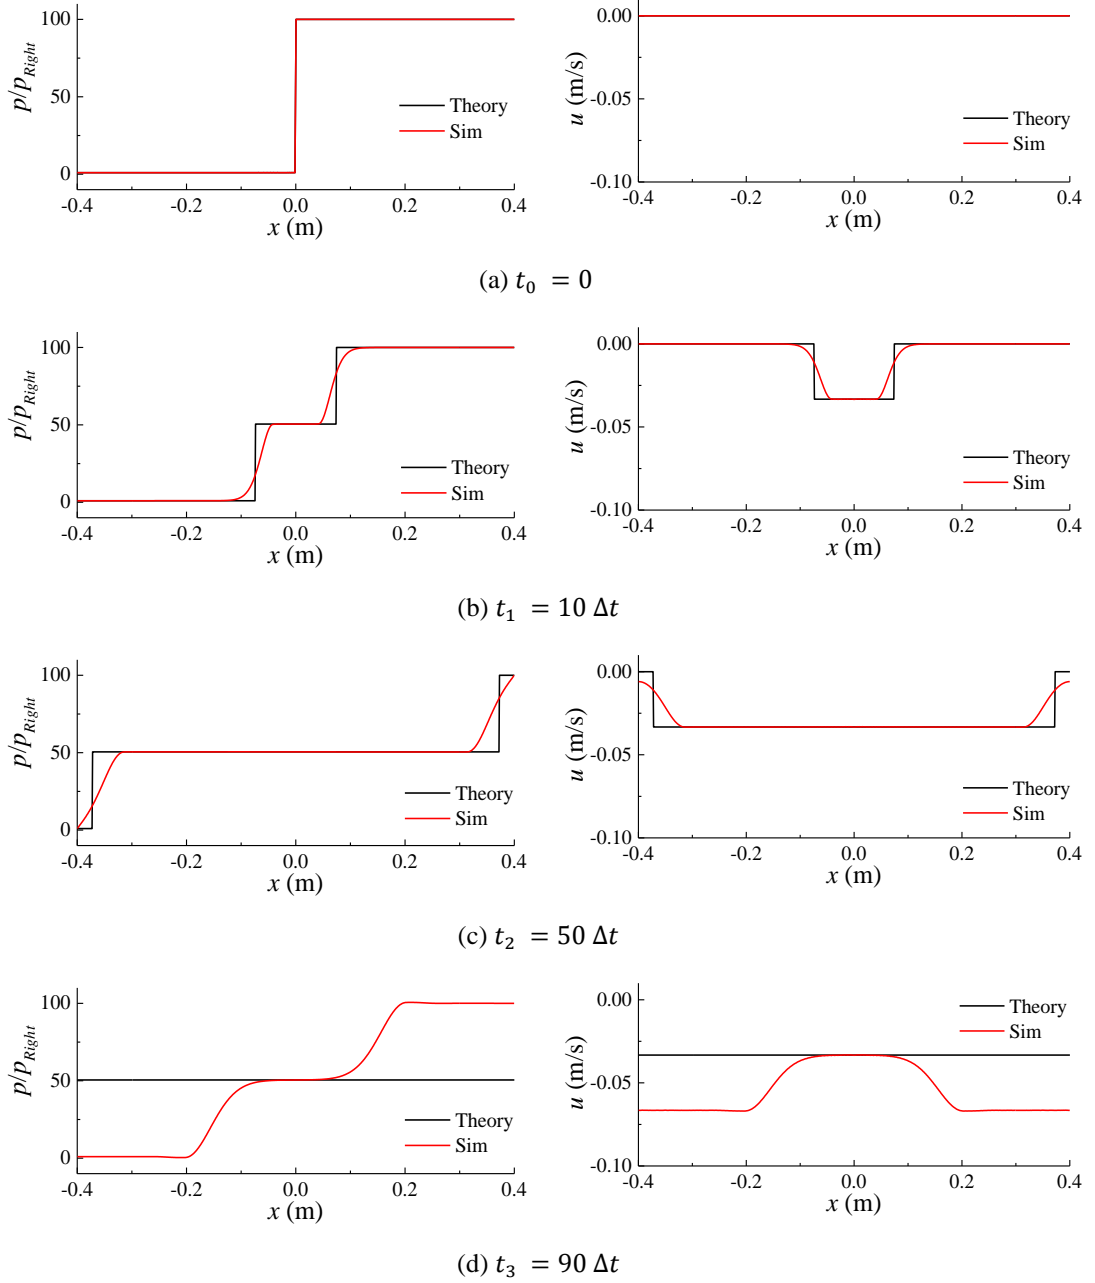 100
50
0
p/p_Right
-0.4 -0.2 0.0 0.2 0.4
x (m)
Theory
Sim
0.00
-0.05
-0.10
u (m/s)
-0.4 -0.2 0.0 0.2 0.4
x (m)
Theory
Sim
(a) t₀ = 0
100
50
0
p/p_Right
-0.4 -0.2 0.0 0.2 0.4
x (m)
Theory
Sim
0.00
-0.05
-0.10
u (m/s)
-0.4 -0.2 0.0 0.2 0.4
x (m)
Theory
Sim
(b) t₁ = 10 Δt
100
50
0
p/p_Right
-0.4 -0.2 0.0 0.2 0.4
x (m)
Theory
Sim
0.00
-0.05
-0.10
u (m/s)
-0.4 -0.2 0.0 0.2 0.4
x (m)
Theory
Sim
(c) t₂ = 50 Δt
100
50
0
p/p_Right
-0.4 -0.2 0.0 0.2 0.4
x (m)
Theory
Sim
0.00
-0.05
-0.10
u (m/s)
-0.4 -0.2 0.0 0.2 0.4
x (m)
Theory
Sim
(d) t₃ = 90 Δt